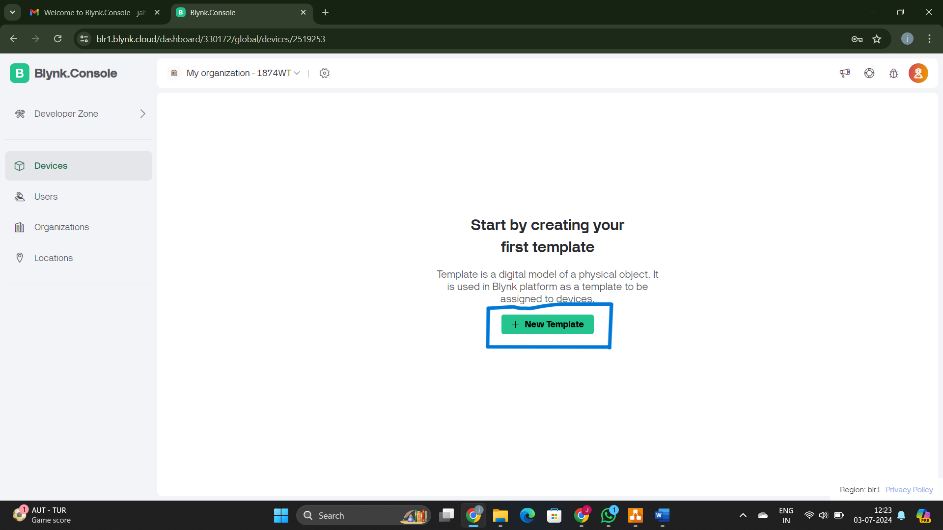 Welcome to Blynk.Console - jah
Blynk.Console
blr1.blynk.cloud/dashboard/330172/global/devices/2519253
B Blynk.Console
My organization - 1874WT
Developer Zone
Devices
Users
Organizations
Locations
Start by creating your
first template
Template is a digital model of a physical object. It
is used in Blynk platform as a template to be
assigned to devices.
+ New Template
Region: blr1 Privacy Policy
AUT - TUR
Game score
Search
ENG
IN
12:23
03-07-2024